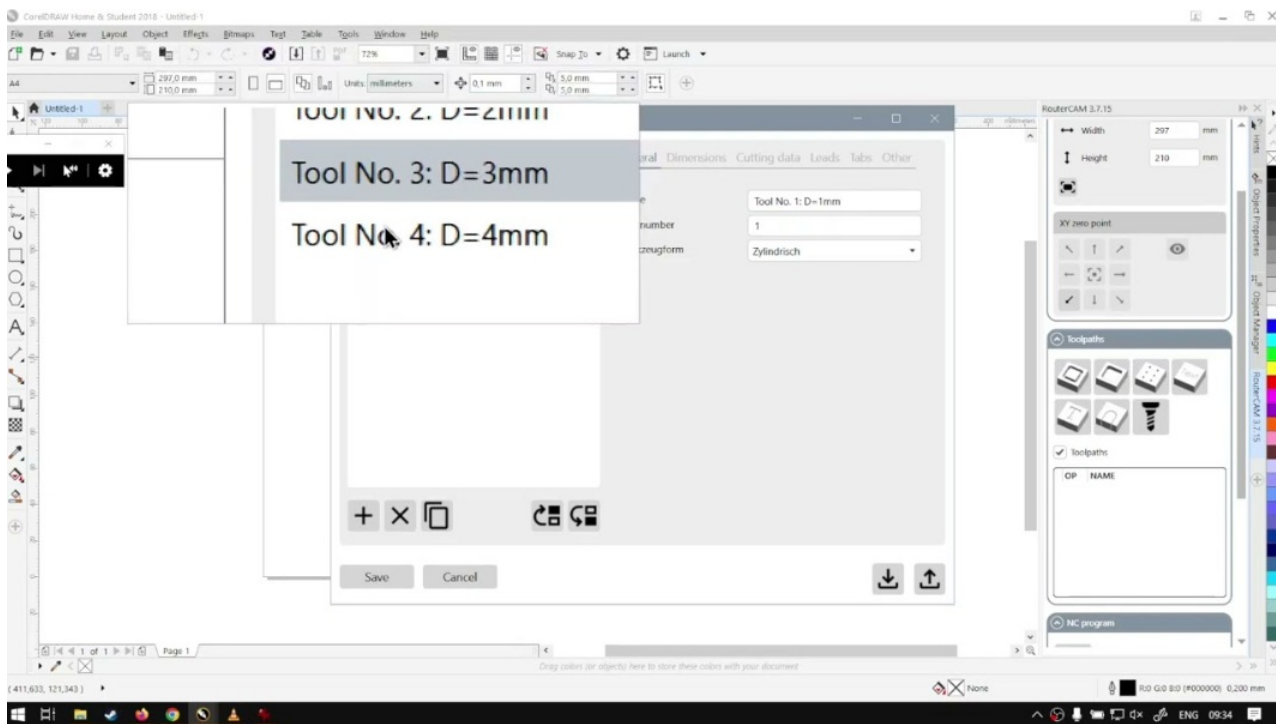 CorelDRAW Home & Student 2018 - Untitled-1
File Edit View Layout Object Effects Bitmaps Text Table Tools Window Help
72% Snap To Launch
A4 297,0 mm 210,0 mm Units: millimeters 0,1 mm 5,0 mm 5,0 mm
Untitled-1
Tool No. 2: D=2mm
Tool No. 3: D=3mm
Tool No. 4: D=4mm
Dimensions Cutting data Leads Tabs Other
Tool No. 1: D=1mm
number 1
Zylindrisch
Save Cancel
RouterCAM 3.7.15
Width 297 mm
Height 210 mm
XY zero point
Toolpaths
Text
T
Toolpaths
OP NAME
NC program
Hints
Object Properties
Object Manager
RouterCAM 3.7.15
1 of 1 Page 1
Drag colors (or objects) here to store these colors with your document
( 411,633, 121,343 ) None R:0 G:0 B:0 (#000000) 0,200 mm
ENG 09:34